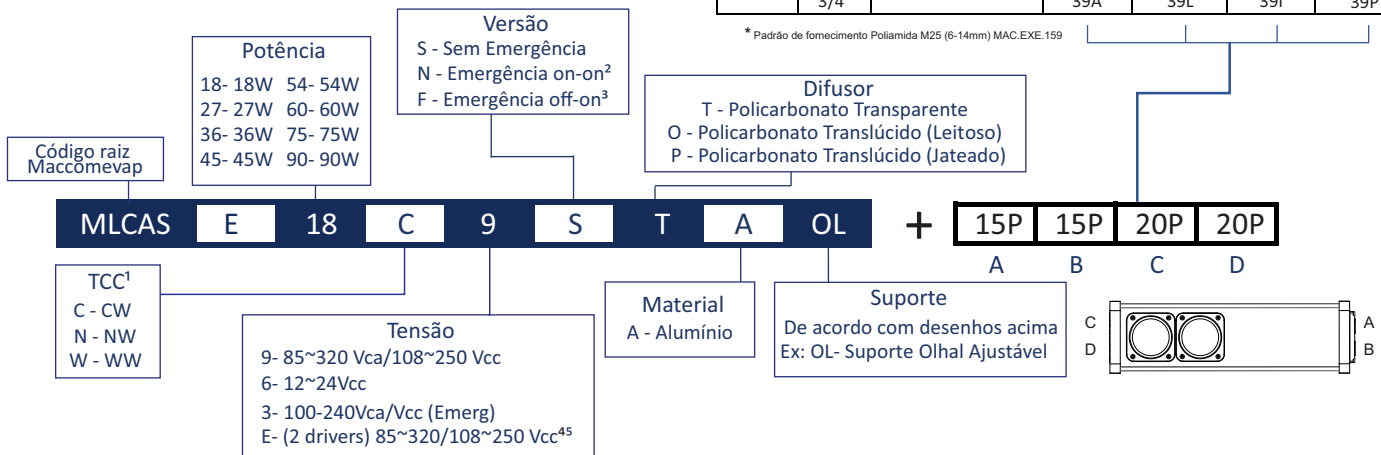 3/4 39A 39L 39I 39P
* Padrão de fornecimento Poliamida M25 (6-14mm) MAC.EXE.159
Código raiz
Maccomevap
Potência
18- 18W 54- 54W
27- 27W 60- 60W
36- 36W 75- 75W
45- 45W 90- 90W
Versão
S - Sem Emergência
N - Emergência on-on²
F - Emergência off-on³
Difusor
T - Policarbonato Transparente
O - Policarbonato Translúcido (Leitoso)
P - Policarbonato Translúcido (Jateado)
MLCAS E 18 C 9 S T A OL + 15P 15P 20P 20P
A B C D
TCC¹
C - CW
N - NW
W - WW
Tensão
9- 85~320 Vca/108~250 Vcc
6- 12~24Vcc
3- 100-240Vca/Vcc (Emerg)
E- (2 drivers) 85~320/108~250 Vcc⁴⁵
Material
A - Alumínio
Suporte
De acordo com desenhos acima
Ex: OL- Suporte Olhal Ajustável
C A
D B